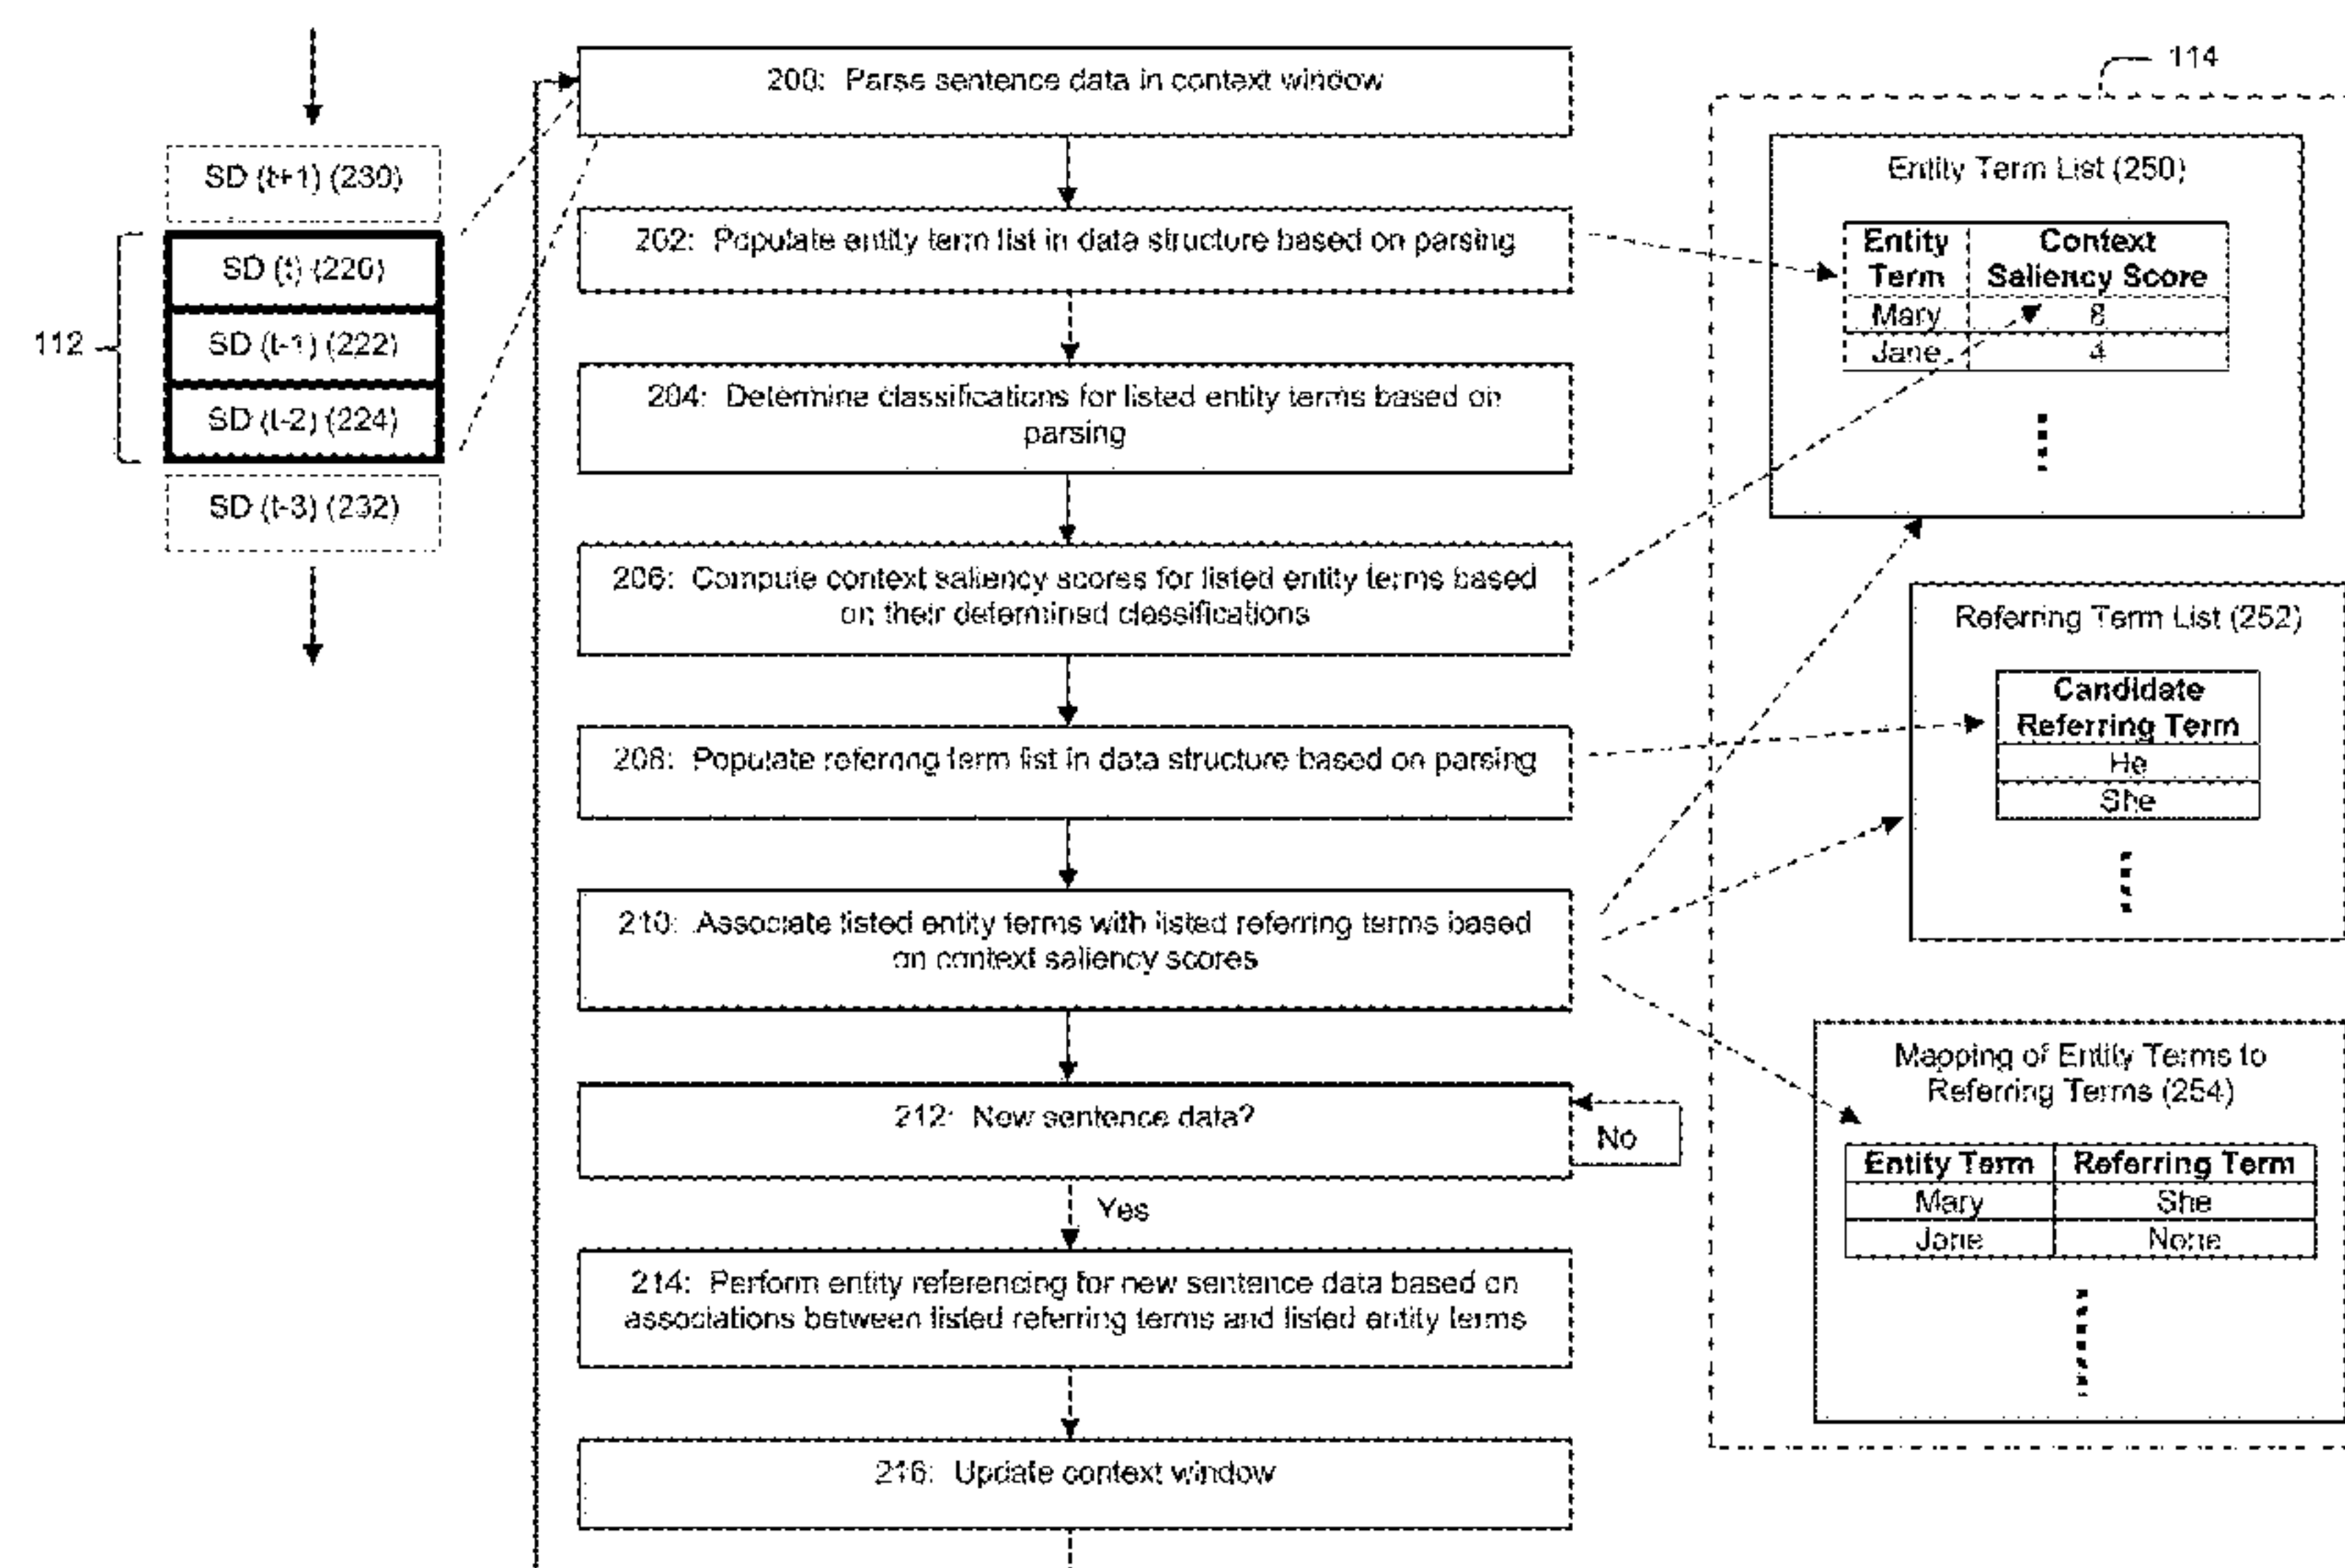 SD (t+1) (230)
112
SD (t) (220)
SD (t-1) (222)
SD (t-2) (224)
SD (t-3) (232)
200: Parse sentence data in context window
202: Populate entity term list in data structure based on parsing
204: Determine classifications for listed entity terms based on
parsing
206: Compute context saliency scores for listed entity terms based
on their determined classifications
208: Populate referring term list in data structure based on parsing
210: Associate listed entity terms with listed referring terms based
on context saliency scores
212: New sentence data?
No
Yes
214: Perform entity referencing for new sentence data based on
associations between listed referring terms and listed entity terms
216: Update context window
114
Entity Term List (250)
Entity Context
Term Saliency Score
Mary 8
Jane 4
Referring Term List (252)
Candidate
Referring Term
He
She
Mapping of Entity Terms to
Referring Terms (254)
Entity Term Referring Term
Mary She
Jane None